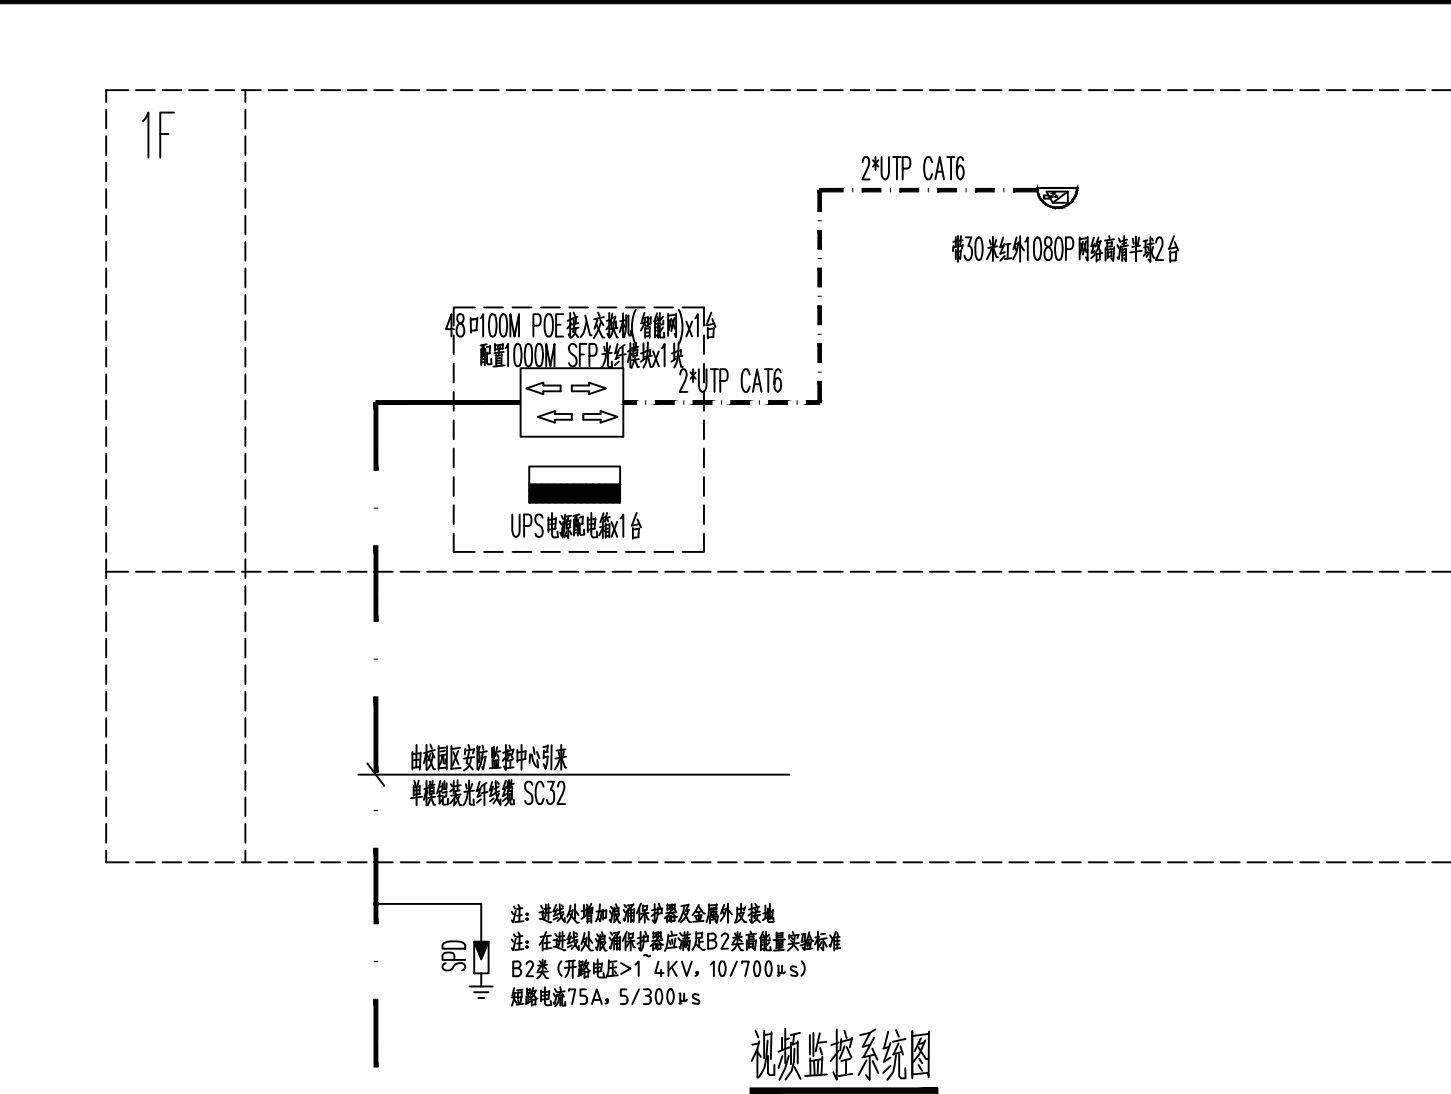 1F
2*UTP CAT6
带30米红外1080P网络高清半球2台
48口100M POE接入交换机(智能网)x1台
配置1000M SFP光纤模块x1块
2*UTP CAT6
UPS电源配电箱x1台
由校园区安防监控中心引来
单模铠装光纤线缆 SC32
SPD
注：进线处增加浪涌保护器及金属外皮接地
注：在进线处浪涌保护器应满足B2类高能量实验标准
B2类（开路电压>1~4KV，10/700μs）
短路电流75A，5/300μs
视频监控系统图